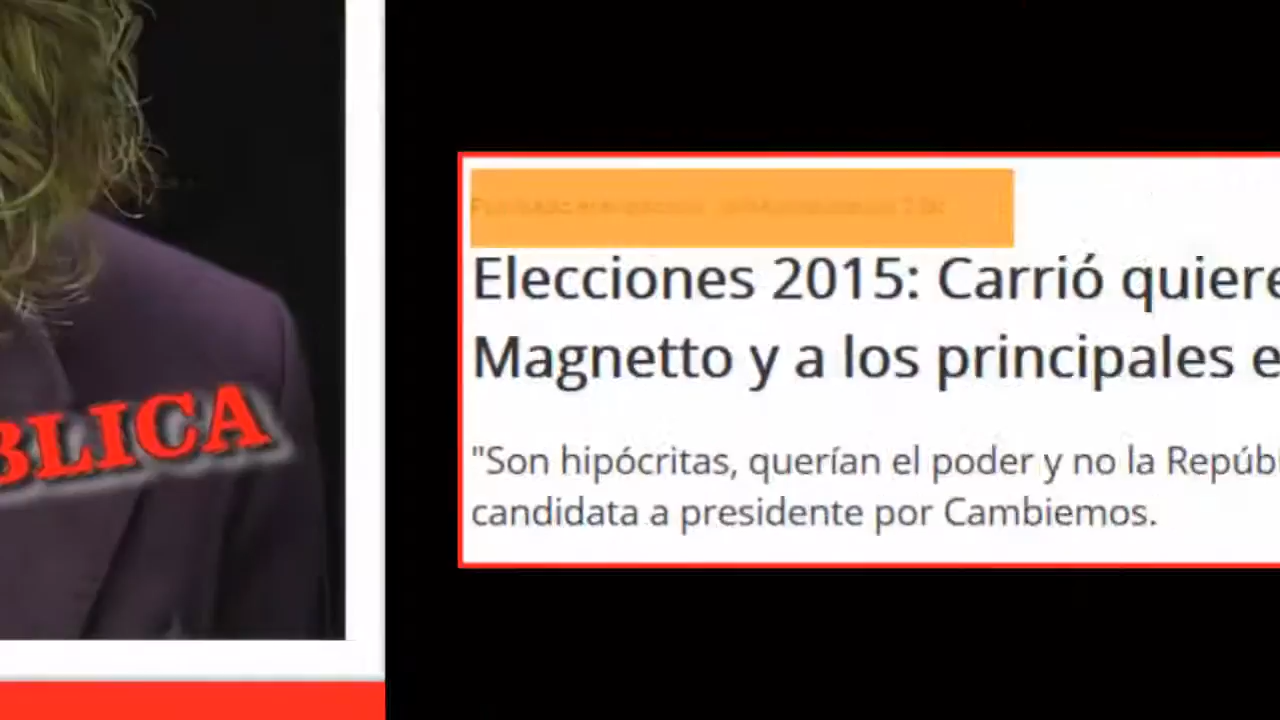 BLICA
Elecciones 2015: Carrió quiere
Magnetto y a los principales e
"Son hipócritas, querían el poder y no la Repúbl
candidata a presidente por Cambiemos.